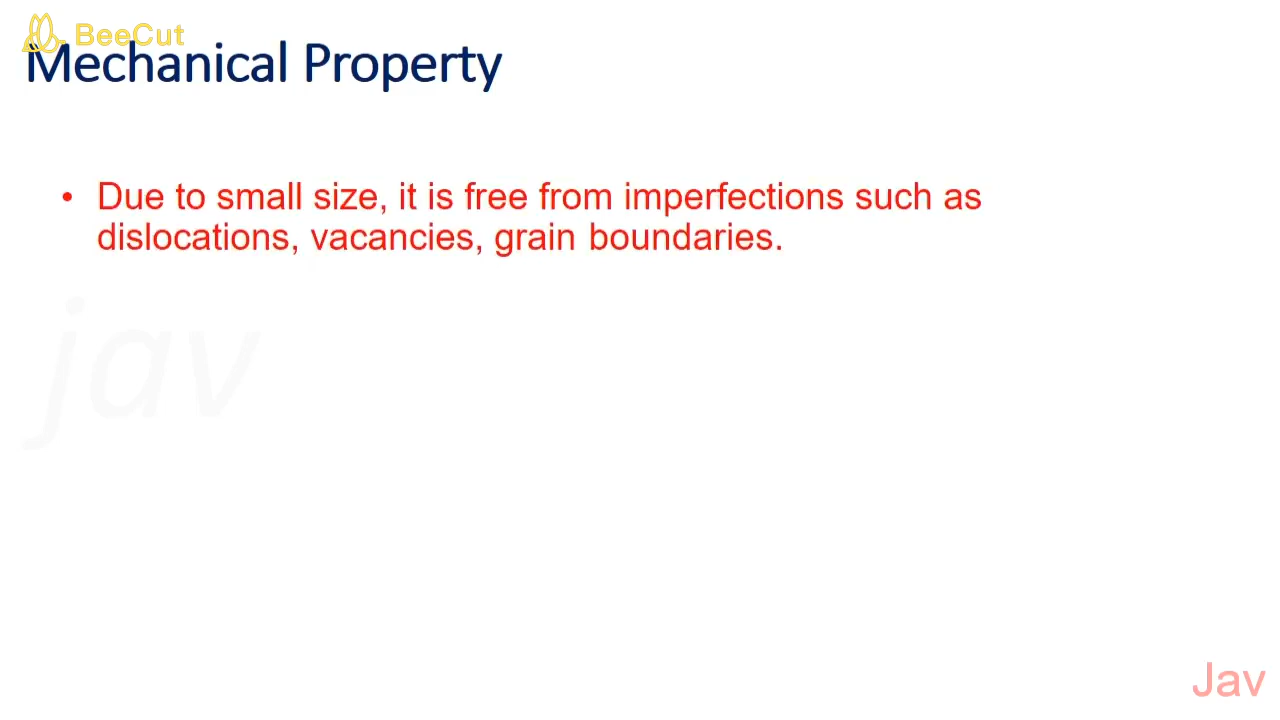 BeeCut
Mechanical Property
• Due to small size, it is free from imperfections such as
dislocations, vacancies, grain boundaries.
jav
Jav